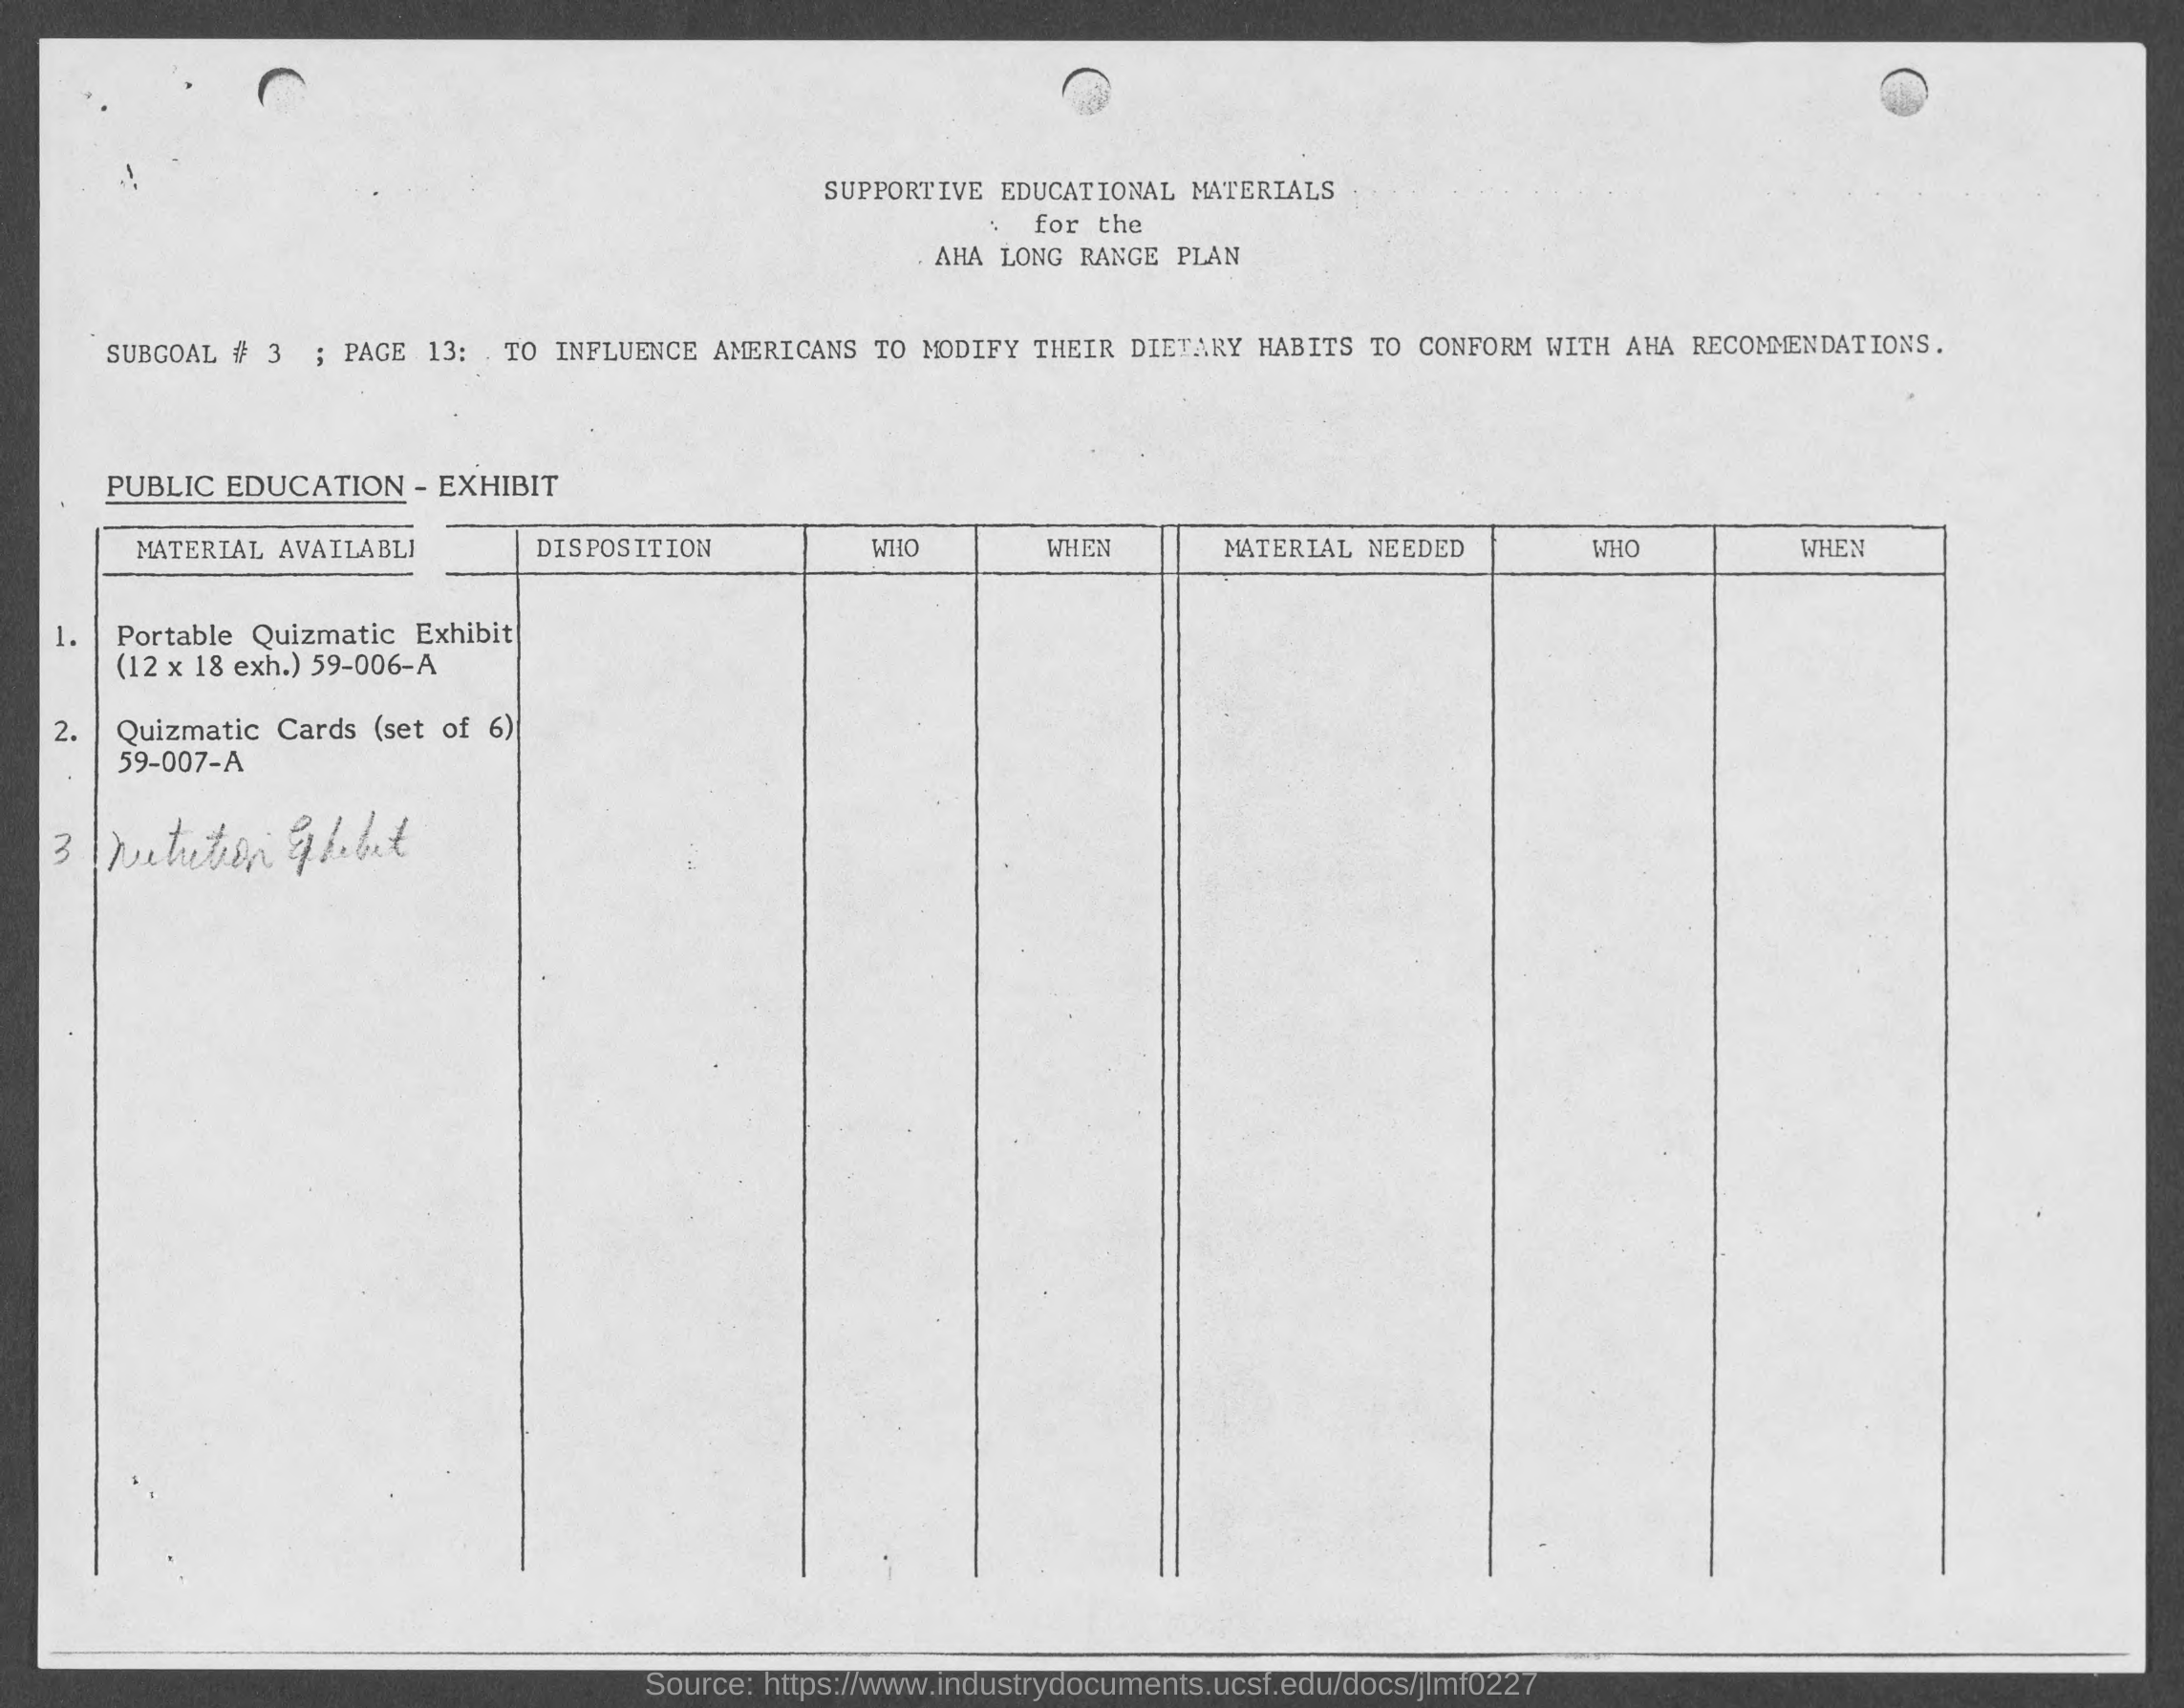 SUPPORTIVE EDUCATIONAL MATERIALS
for the
AHA LONG RANGE PLAN
SUBGOAL # 3 ; PAGE 13: TO INFLUENCE AMERICANS TO MODIFY THEIR DIETARY HABITS TO CONFORM WITH AHA RECOMMENDATIONS.
PUBLIC EDUCATION - EXHIBIT
MATERIAL AVAILABL DISPOSITION WHO WHEN MATERIAL NEEDED WHO WHEN
1. Portable Quizmatic Exhibit
(12 x 18 exh.) 59-006-A
2. Quizmatic Cards (set of 6)
59-007-A
3 Nutrition Exhibit
Source: https://www.industrydocuments.ucsf.edu/docs/jlmf0227